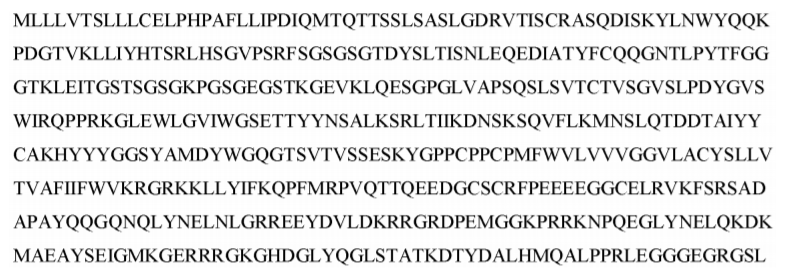 MLLLVTSLLLCELPHPAFLLIPDIQMTQTTSSLSASLGDRVTISCRASQDISKYLNWYQQK
PDGTVKLLIYHTSRLHSGVPSRFSGSGSGTDYSLTISNLEQEDIATYFCQQGNTLPYTFGG
GTKLEITGSTSGSGKPGSGEGSTKGEVKLQESGPGLVAPSQSLSVTCTVSGVSLPDYGVS
WIRQPPRKGLEWLGVIWGSETTYYNSALKSRLTIIKDNSKSQVFLKMNSLQTDDTAIYY
CAKHYYYGGSYAMDYWGQGTSVTVSSESKYGPPCPPCPMFWVLVVVGGVLACYSLLV
TVAFIIFWVKRGRKKLLYIFKQPFMRPVQTTQEEDGCSCRFPEEEEGGCELRVKFSRSAD
APAYQQGQNQLYNELNLGRREEYDVLDKRRGRDPEMGGKPRRKNPQEGLYNELQKDK
MAEAYSEIGMKGERRRGKGHDGLYQGLSTATKDTYDALHMQALPPRLEGGGEGRGSL